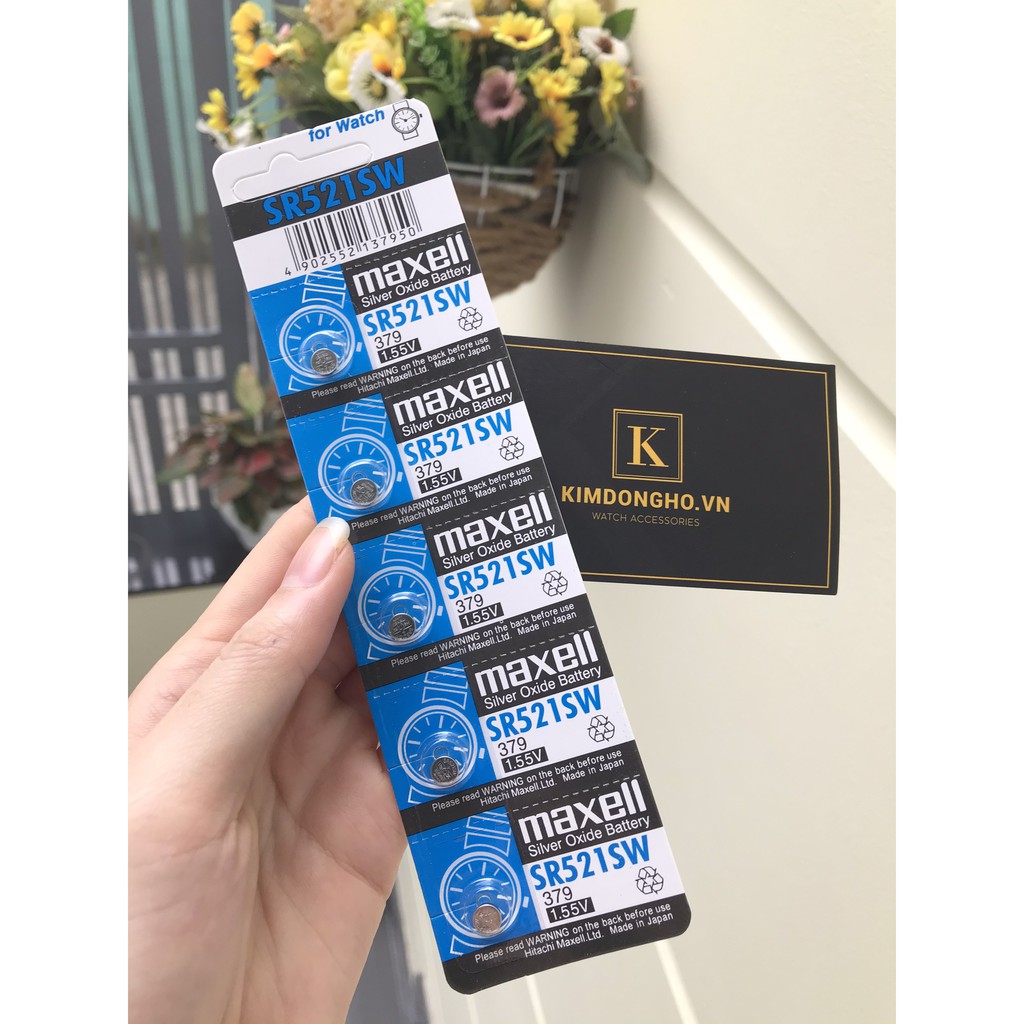 for Watch
SR521SW
4 902552 137950
maxell
Silver Oxide Battery
SR521SW
379
1.55V
Please read WARNING on the back before use
Hitachi Maxell.Ltd. Made in Japan
maxell
Silver Oxide Battery
SR521SW
379
1.55V
Please read WARNING on the back before use
Hitachi Maxell.Ltd. Made in Japan
maxell
Silver Oxide Battery
SR521SW
379
1.55V
Please read WARNING on the back before use
Hitachi Maxell.Ltd. Made in Japan
maxell
Silver Oxide Battery
SR521SW
379
1.55V
Please read WARNING on the back before use
Hitachi Maxell.Ltd. Made in Japan
maxell
Silver Oxide Battery
SR521SW
379
1.55V
Please read WARNING on the back before use
Hitachi Maxell.Ltd. Made in Japan
K
KIMDONGHO.VN
WATCH ACCESSORIES